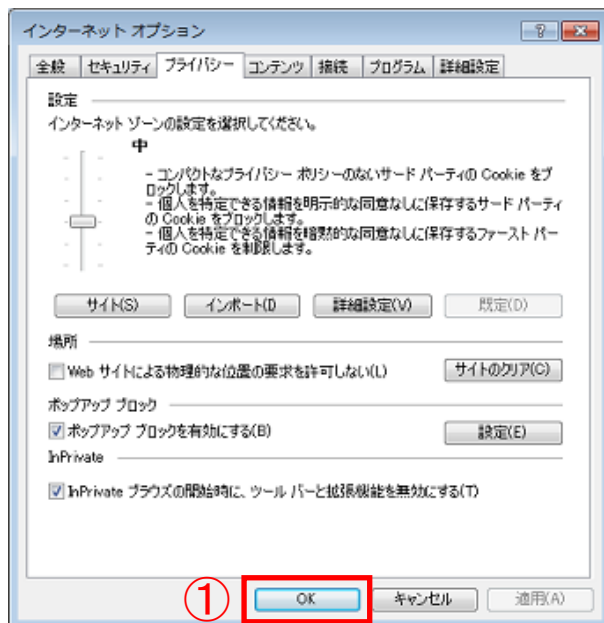 インターネット オプション
全般 セキュリティ プライバシー コンテンツ 接続 プログラム 詳細設定
設定
インターネット ゾーンの設定を選択してください。
中
- コンパクトなプライバシー ポリシーのないサード パーティの Cookie をブ
ロックします。
- 個人を特定できる情報を明示的な同意なしに保存するサード パーティ
の Cookie をブロックします。
- 個人を特定できる情報を暗黙的な同意なしに保存するファースト パー
ティの Cookie を制限します。
サイト(S) インポート(I) 詳細設定(V) 既定(D)
場所
Web サイトによる物理的な位置の要求を許可しない(L) サイトのクリア(C)
ポップアップ ブロック
ポップアップ ブロックを有効にする(B) 設定(E)
InPrivate
InPrivate ブラウズの開始時に、ツール バーと拡張機能を無効にする(T)
① OK キャンセル 適用(A)